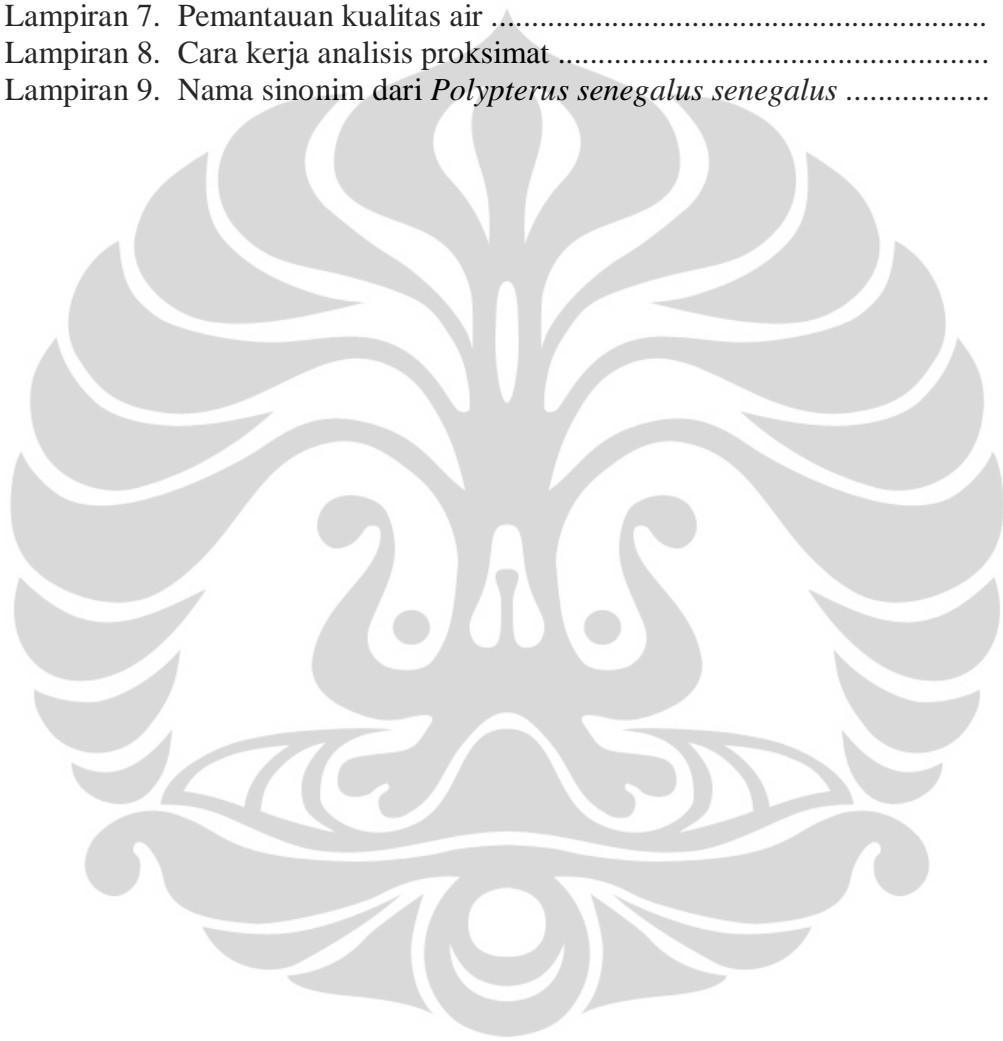 Lampiran 7. Pemantauan kualitas air .............................................................
Lampiran 8. Cara kerja analisis proksimat .....................................................
Lampiran 9. Nama sinonim dari Polypterus senegalus senegalus ..................